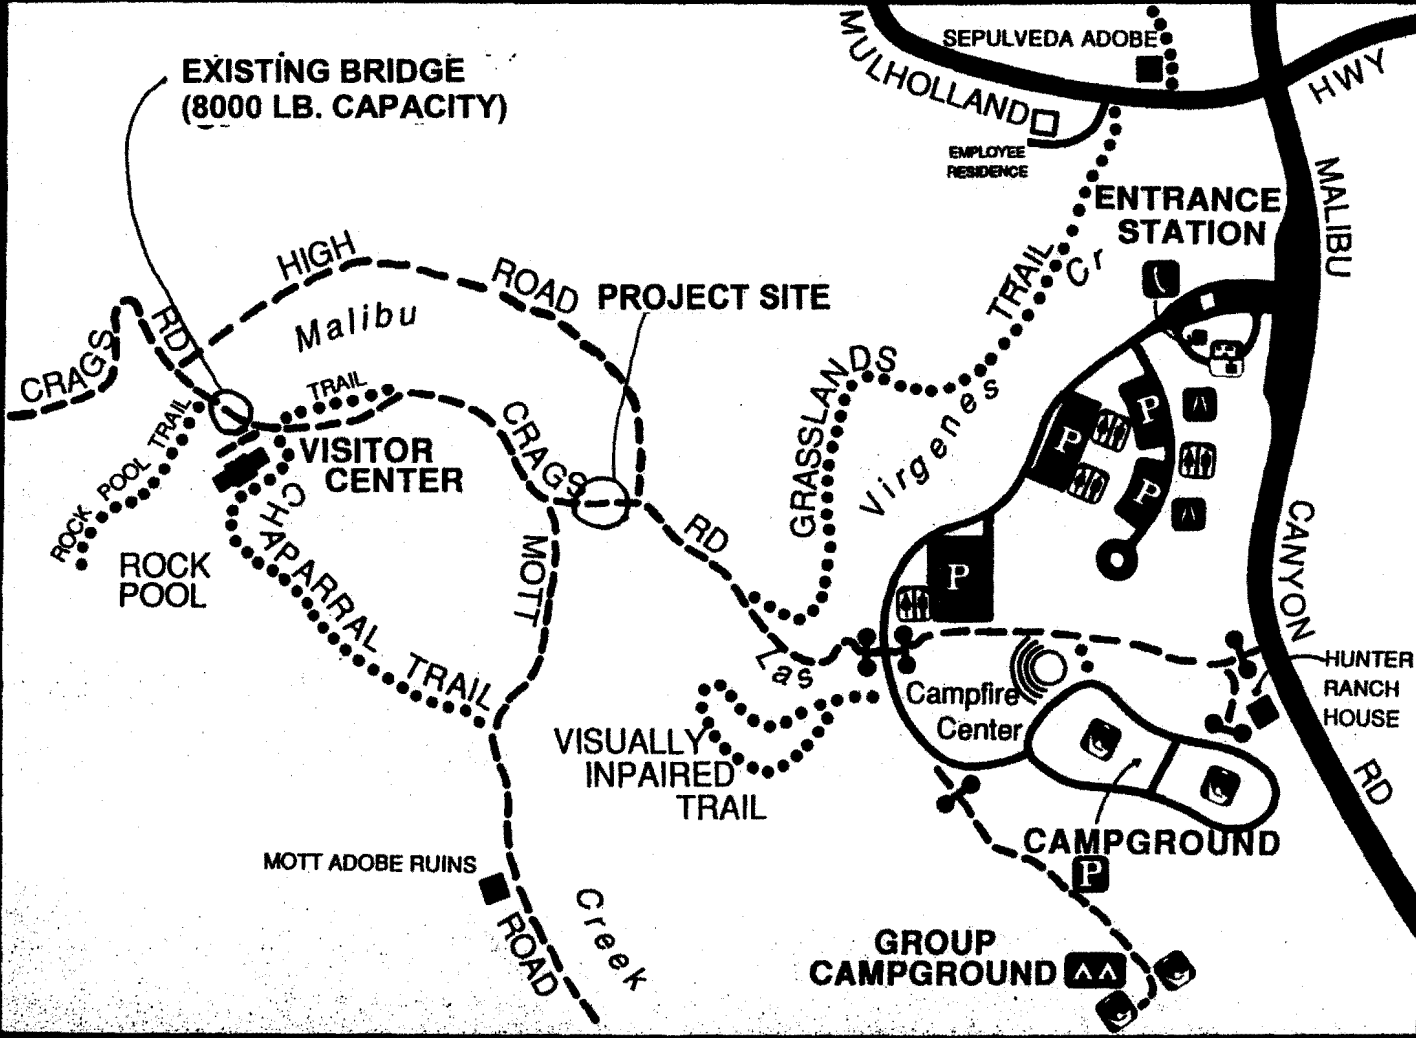 SEPULVEDA ADOBE
MULHOLLAND
HWY
EXISTING BRIDGE
(8000 LB. CAPACITY)
EMPLOYEE
RESIDENCE
ENTRANCE
STATION
MALIBU
CANYON
RD
HIGH
ROAD
PROJECT SITE
Malibu
TRAIL
Cr
CRAGS
RD
TRAIL
GRASSLANDS
Virgenes
P
P
P
ROCK POOL TRAIL
VISITOR
CENTER
CRAGS
RD
ROCK
POOL
CHAPARRAL TRAIL
MOTT
P
Las
Campfire
Center
HUNTER
RANCH
HOUSE
VISUALLY
INPAIRED
TRAIL
CAMPGROUND
P
MOTT ADOBE RUINS
ROAD
Creek
GROUP
CAMPGROUND